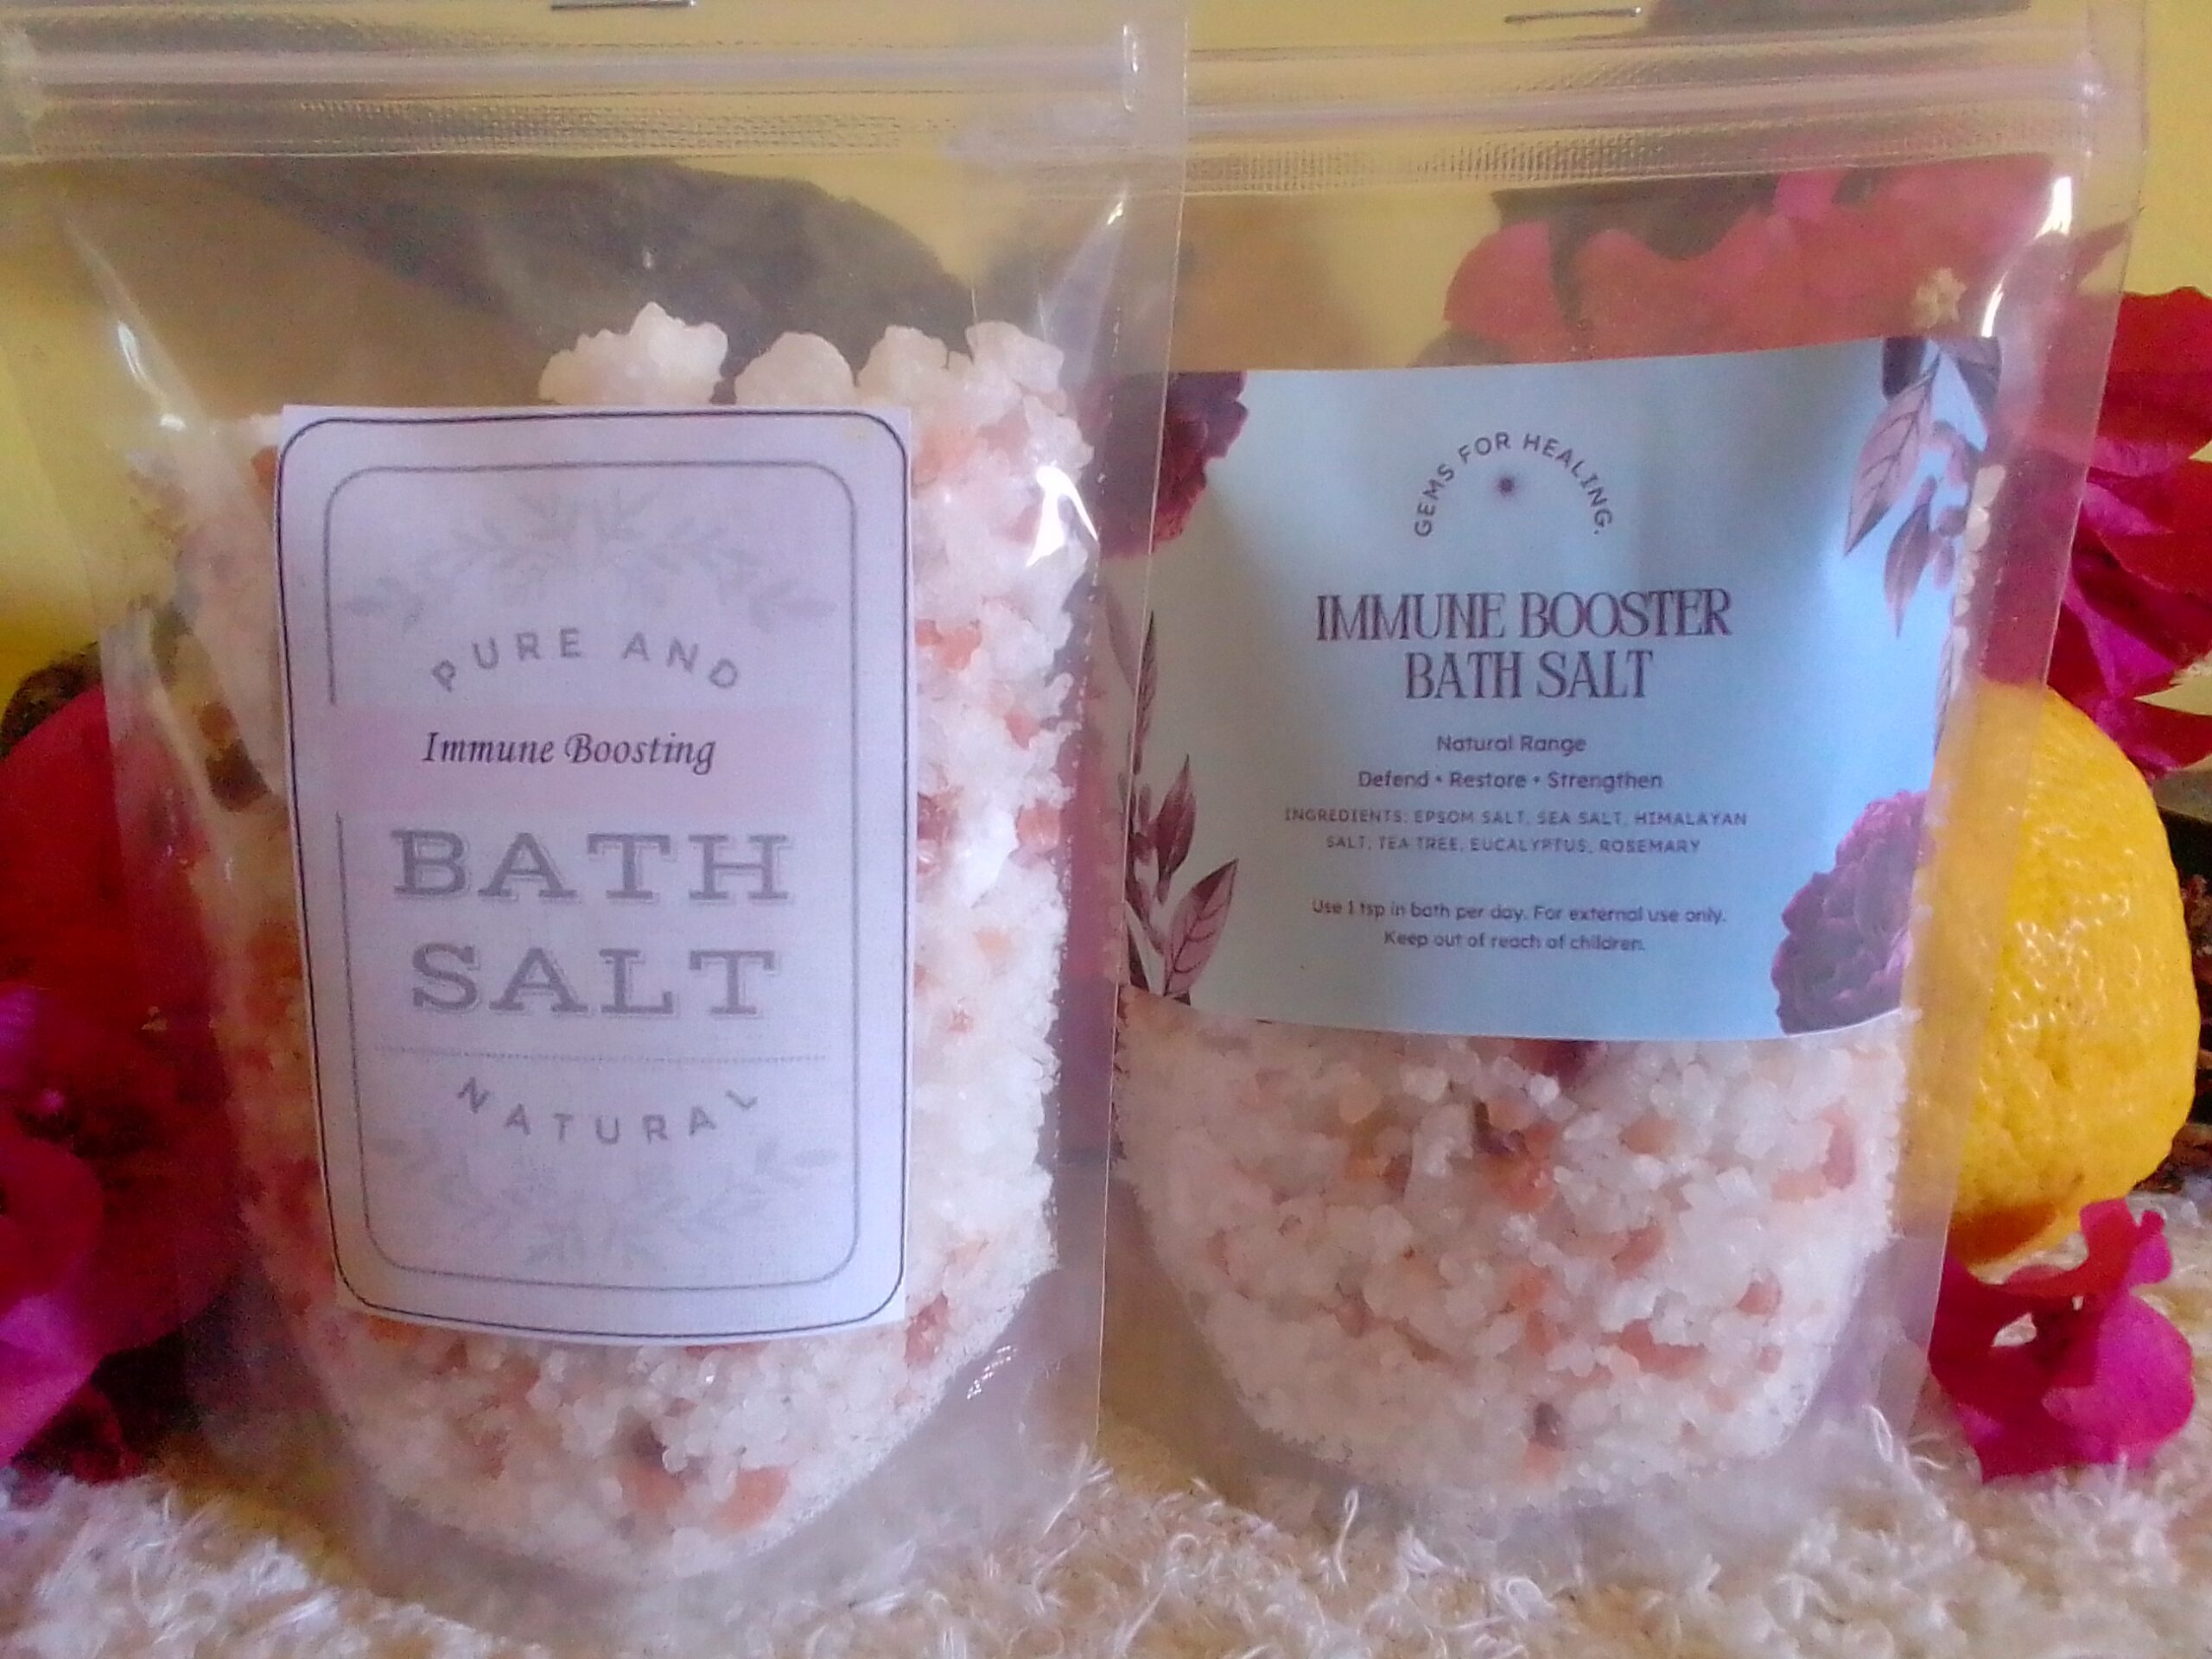 PURE AND
Immune Boosting
BATH
SALT
NATURAL
GEMS FOR HEALING.
IMMUNE BOOSTER
BATH SALT
Natural Range
Defend • Restore • Strengthen
INGREDIENTS: EPSOM SALT, SEA SALT, HIMALAYAN
SALT, TEA TREE, EUCALYPTUS, ROSEMARY
Use 1 tsp in bath per day. For external use only.
Keep out of reach of children.